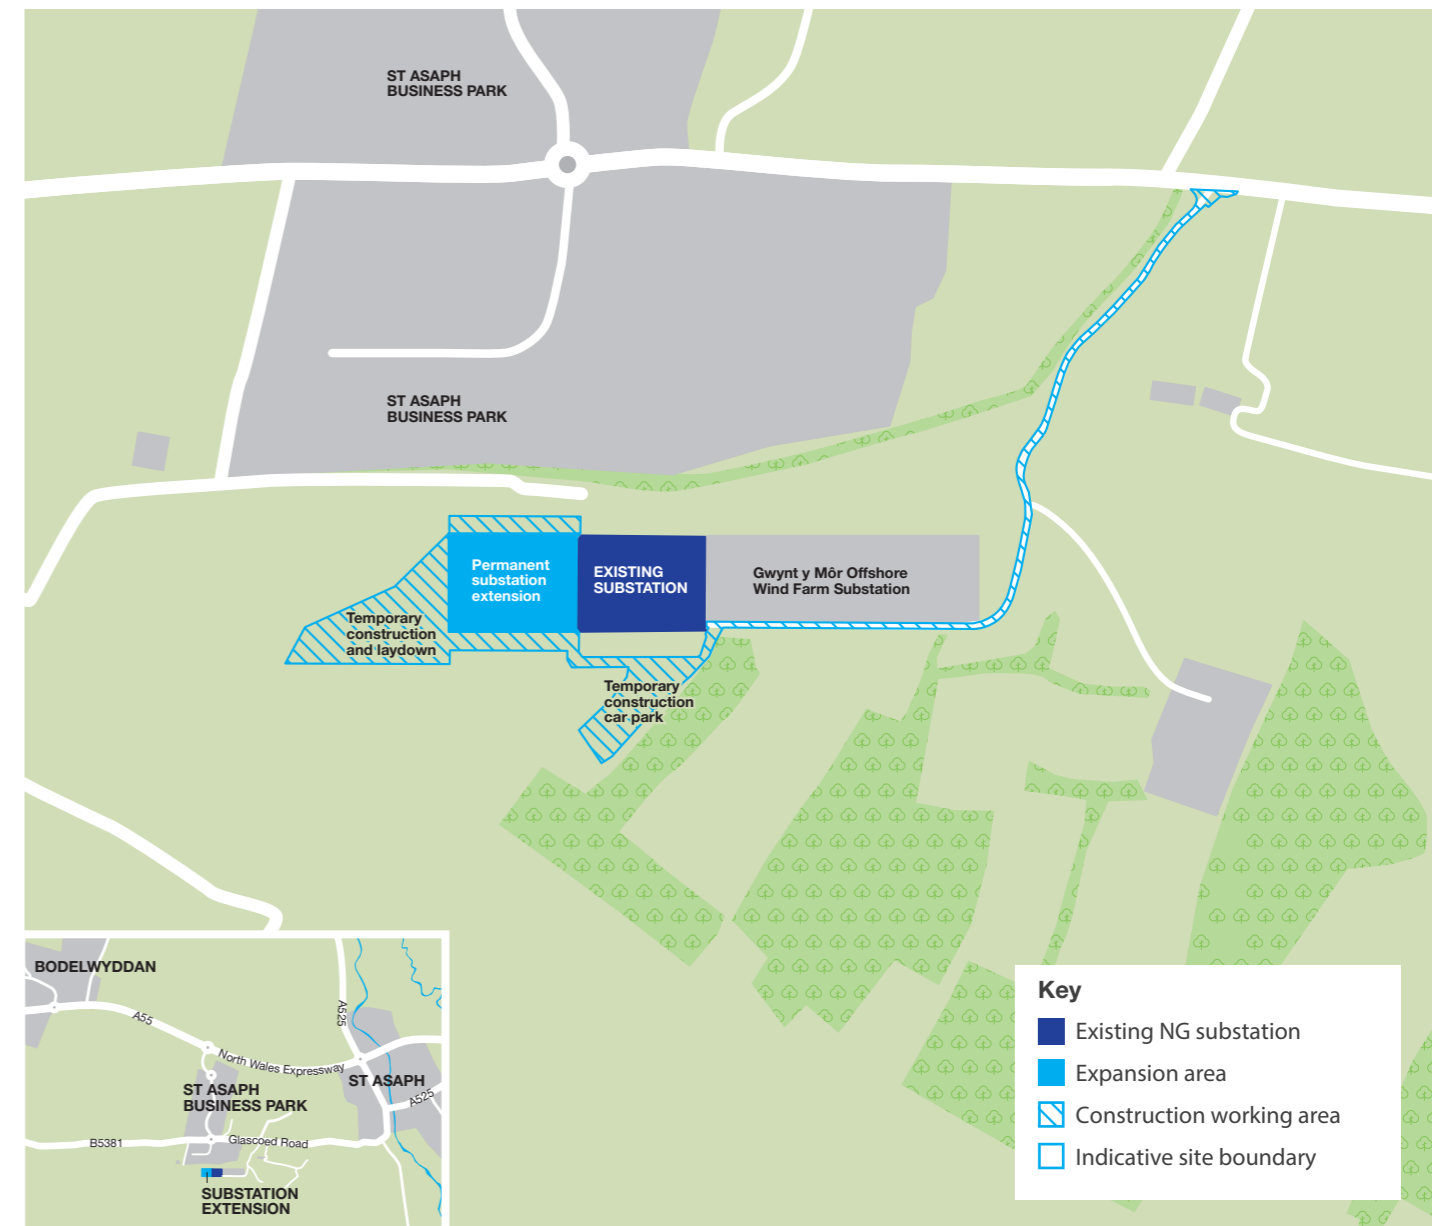 ST ASAPH
BUSINESS PARK
ST ASAPH
BUSINESS PARK
Permanent
substation
extension
EXISTING
SUBSTATION
Gwynt y Môr Offshore
Wind Farm Substation
Temporary
construction
and laydown
Temporary
construction
car park
BODELWYDDAN
A55
North Wales Expressway
A525
ST ASAPH
A525
ST ASAPH
BUSINESS PARK
B5381
Glascoed Road
SUBSTATION
EXTENSION
Key
Existing NG substation
Expansion area
Construction working area
Indicative site boundary